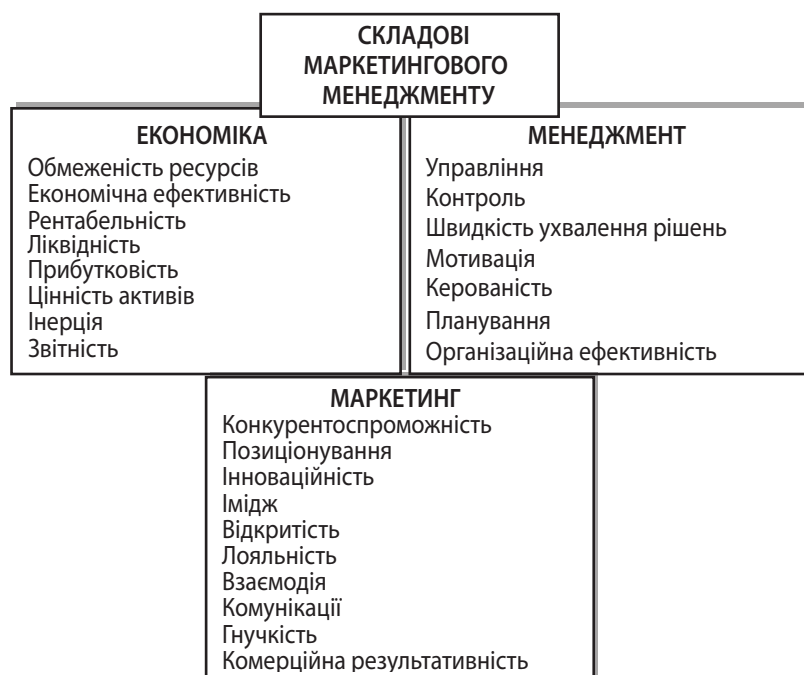 СКЛАДОВІ
МАРКЕТИНГОВОГО
МЕНЕДЖМЕНТУ
ЕКОНОМІКА
Обмеженість ресурсів
Економічна ефективність
Рентабельність
Ліквідність
Прибутковість
Цінність активів
Інерція
Звітність
МЕНЕДЖМЕНТ
Управління
Контроль
Швидкість ухвалення рішень
Мотивація
Керованість
Планування
Організаційна ефективність
МАРКЕТИНГ
Конкурентоспроможність
Позиціонування
Інноваційність
Імідж
Відкритість
Лояльність
Взаємодія
Комунікації
Гнучкість
Комерційна результативність